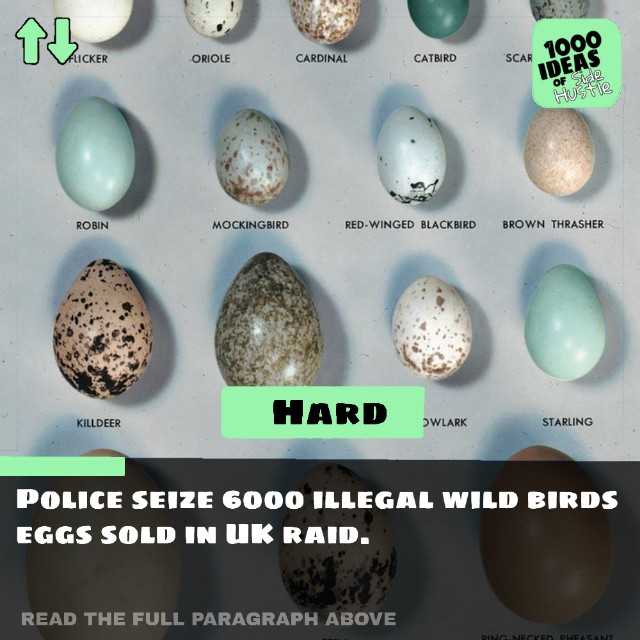 FLICKER
ORIOLE
CARDINAL
CATBIRD
SCAR
1000
IDEAS
OF Side
HUSTLE
ROBIN
MOCKINGBIRD
RED-WINGED BLACKBIRD
BROWN THRASHER
KILLDEER
OWLARK
STARLING
HARD
POLICE SEIZE 6000 ILLEGAL WILD BIRDS
EGGS SOLD IN UK RAID.
READ THE FULL PARAGRAPH ABOVE
RING-NECKED PHEASANT